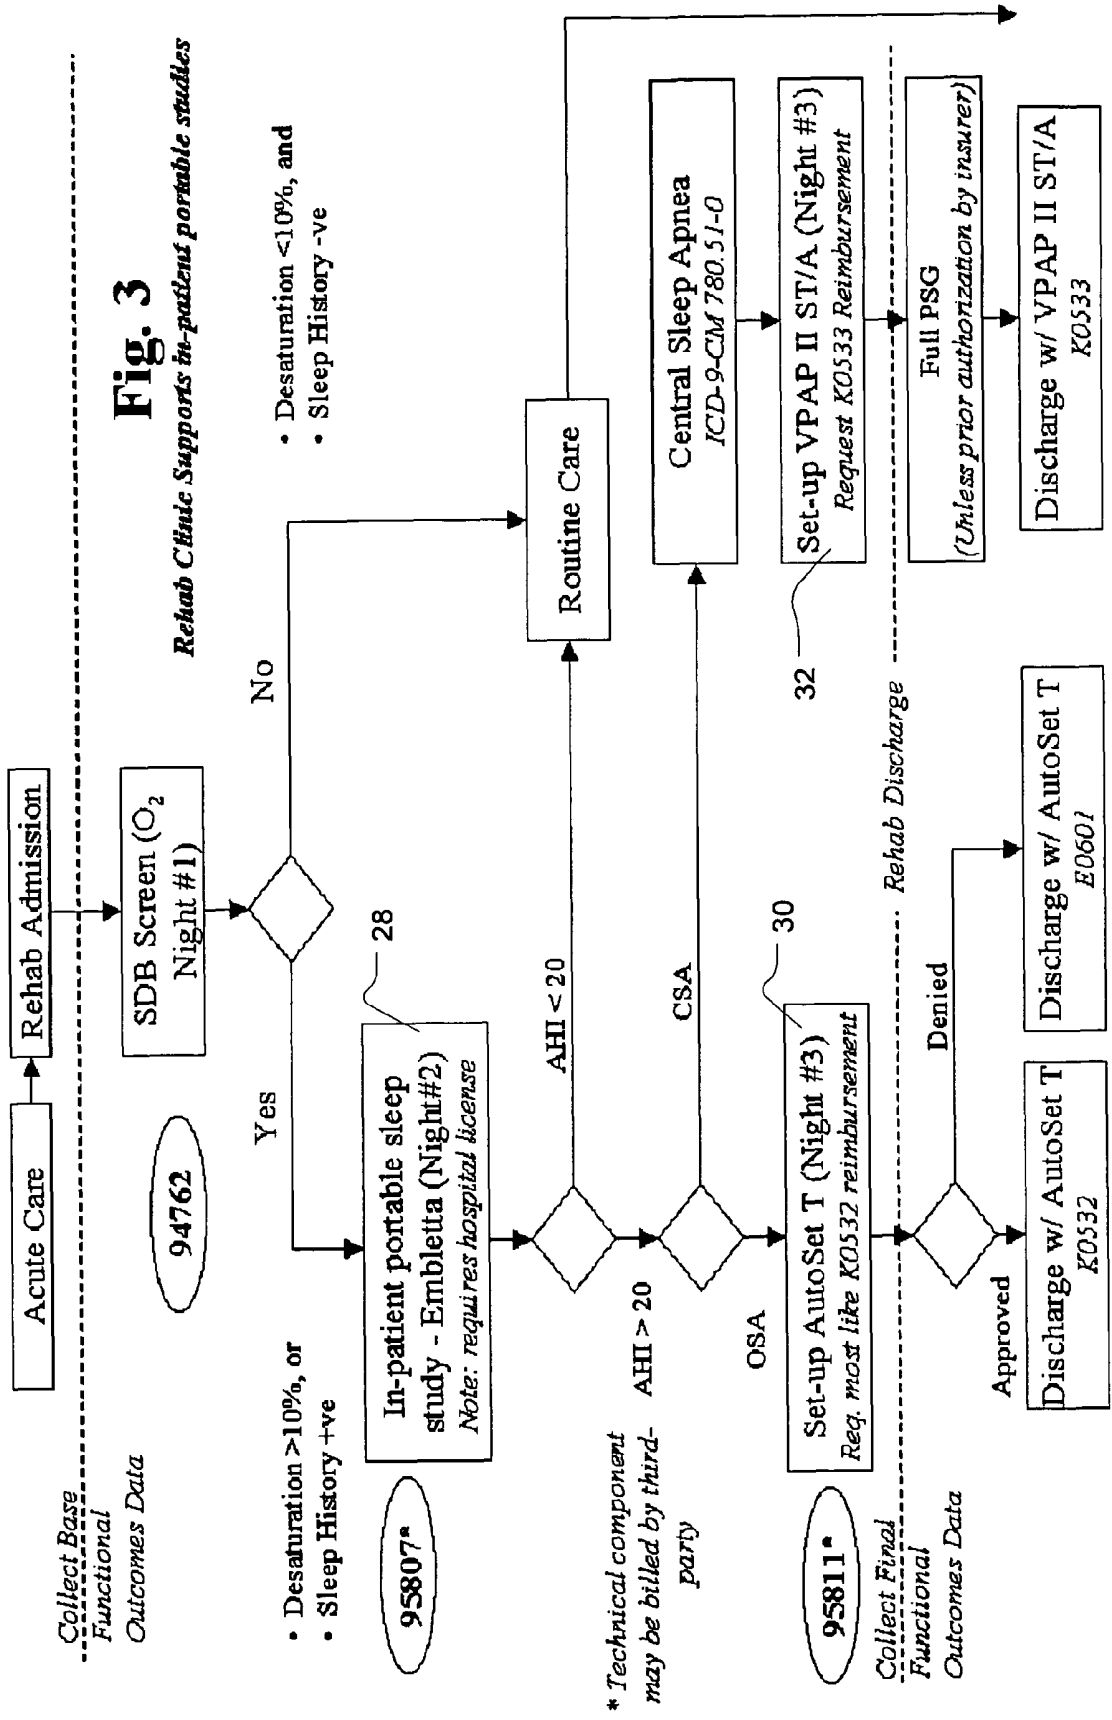 Fig. 3
Rehab Clinic Supports in-patient portable studies
Acute Care
Rehab Admission
Collect Base
Functional
Outcomes Data
94762
SDB Screen (O2
Night #1)
Yes
No
• Desaturation >10%, or
• Sleep History +ve
• Desaturation <10%, and
• Sleep History -ve
95807*
In-patient portable sleep
study - Embletta (Night#2)
Note: requires hospital license
28
Routine Care
AHI < 20
AHI > 20
* Technical component
may be billed by third-
party
CSA
OSA
Central Sleep Apnea
ICD-9-CM 780.51-0
95811*
Set-up AutoSet T (Night #3)
Req. most like K0532 reimbursement
30
Set-up VPAP II ST/A (Night #3)
Request K0533 Reimbursement
32
Collect Final
Functional
Outcomes Data
Rehab Discharge
Full PSG
(Unless prior authorization by insurer)
Approved
Denied
Discharge w/ AutoSet T
K0532
Discharge w/ AutoSet T
E0601
Discharge w/ VPAP II ST/A
K0533